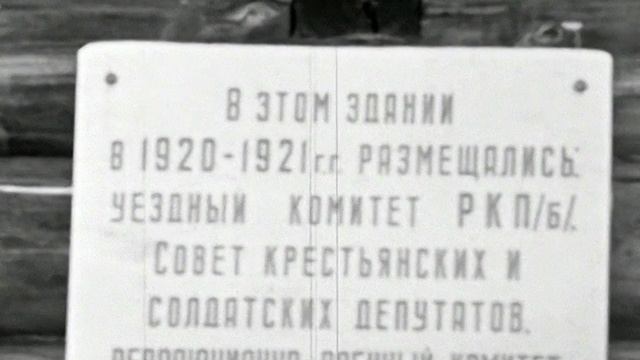 В ЭТОМ ЗДАНИИ
В 1920-1921 г.г. РАЗМЕЩАЛИСЬ:
УЕЗДНЫЙ КОМИТЕТ РКП/б/.
СОВЕТ КРЕСТЬЯНСКИХ И
СОЛДАТСКИХ ДЕПУТАТОВ.